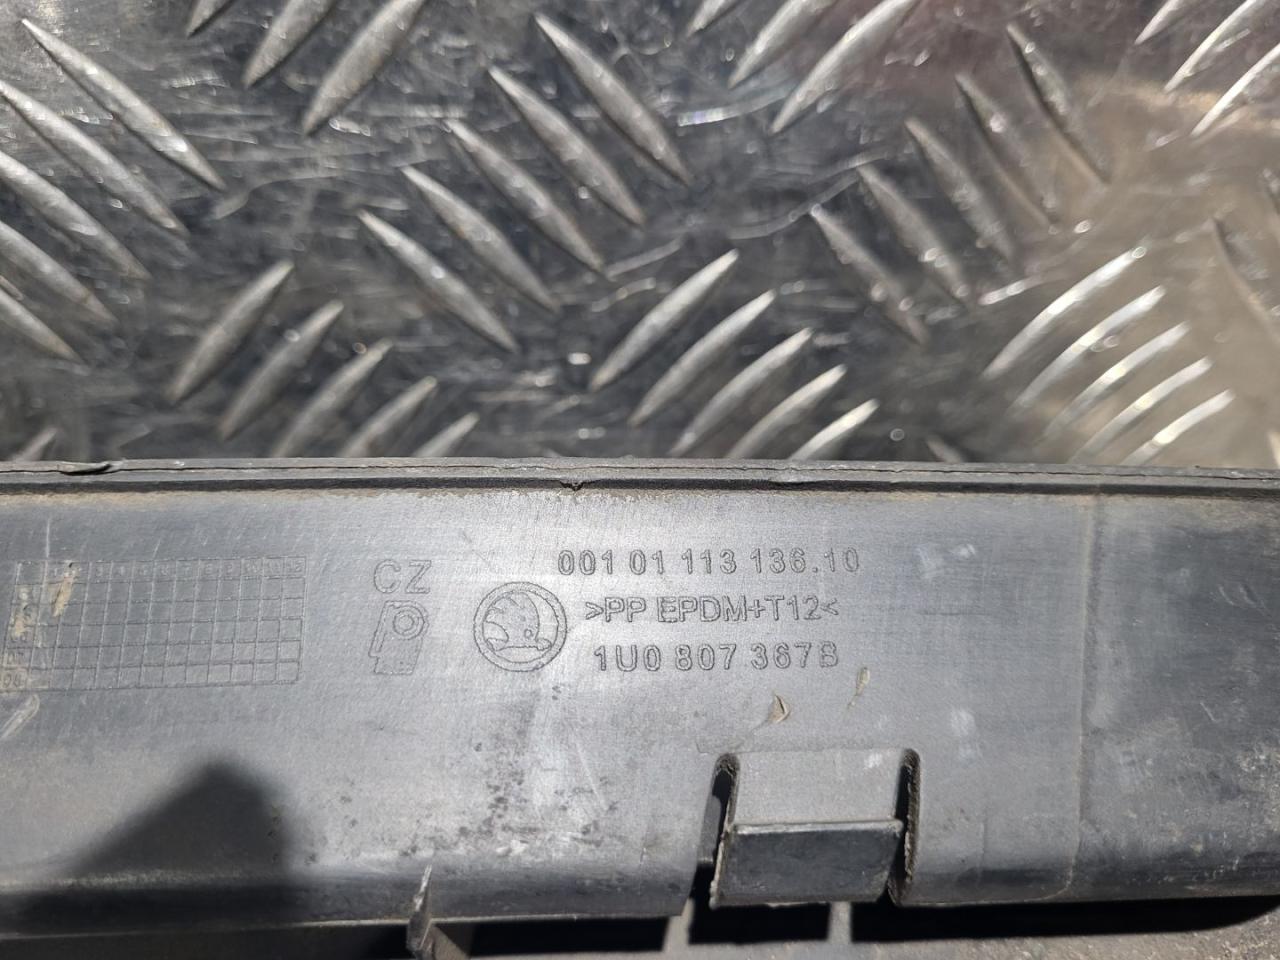 CZ
001 01 113 136.10
>PP EPDM+T12<
1U0 807 367B